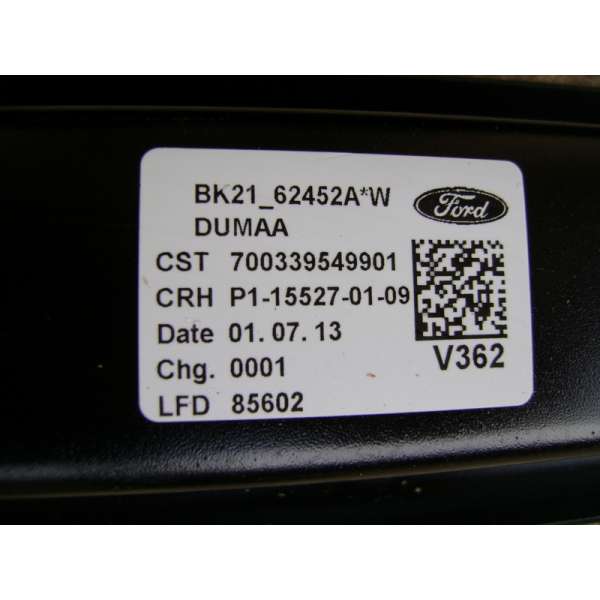 BK21_62452A*W
Ford
DUMAA
CST 700339549901
CRH P1-15527-01-09
Date 01. 07. 13
V362
Chg. 0001
LFD 85602